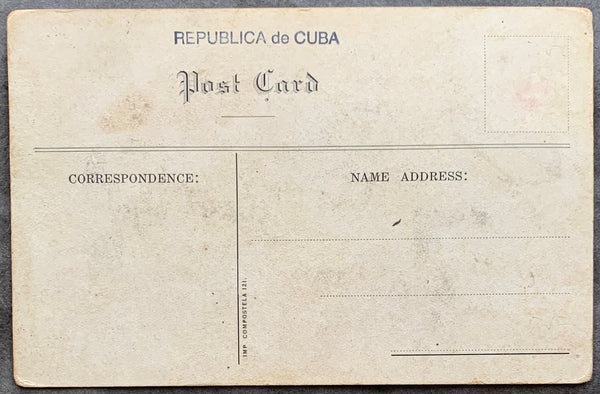 REPUBLICA de CUBA
Post Card
CORRESPONDENCE:
NAME ADDRESS:
IMP. COMPOSTELA 121.